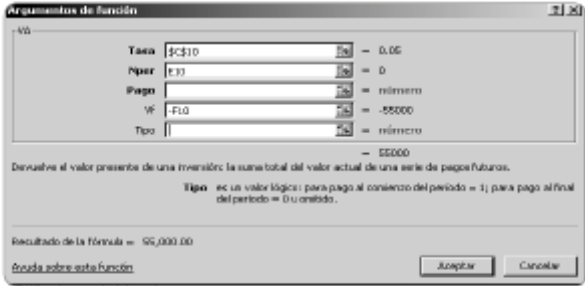 Argumentos de función
VA
Tasa $C$10 = 0.05
Nper E10 = 0
Pago = número
Vf -F10 = -55000
Tipo = número
= 55000
Devuelve el valor presente de una inversión: la suma total del valor actual de una serie de pagos futuros.
Tipo es un valor lógico: para pago al comienzo del período = 1; para pago al final
del período = 0 u omitido.
Resultado de la fórmula = 55,000.00
Ayuda sobre esta función
Aceptar Cancelar